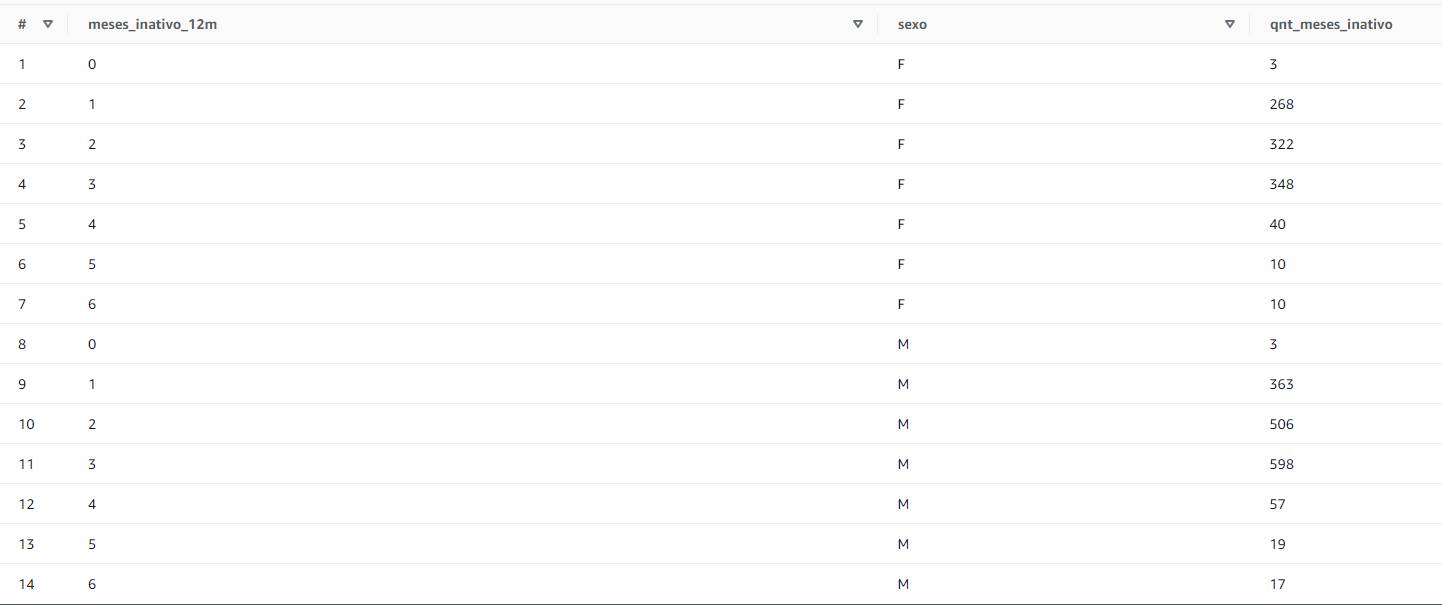 # meses_inativo_12m sexo qnt_meses_inativo
1 0 F 3
2 1 F 268
3 2 F 322
4 3 F 348
5 4 F 40
6 5 F 10
7 6 F 10
8 0 M 3
9 1 M 363
10 2 M 506
11 3 M 598
12 4 M 57
13 5 M 19
14 6 M 17